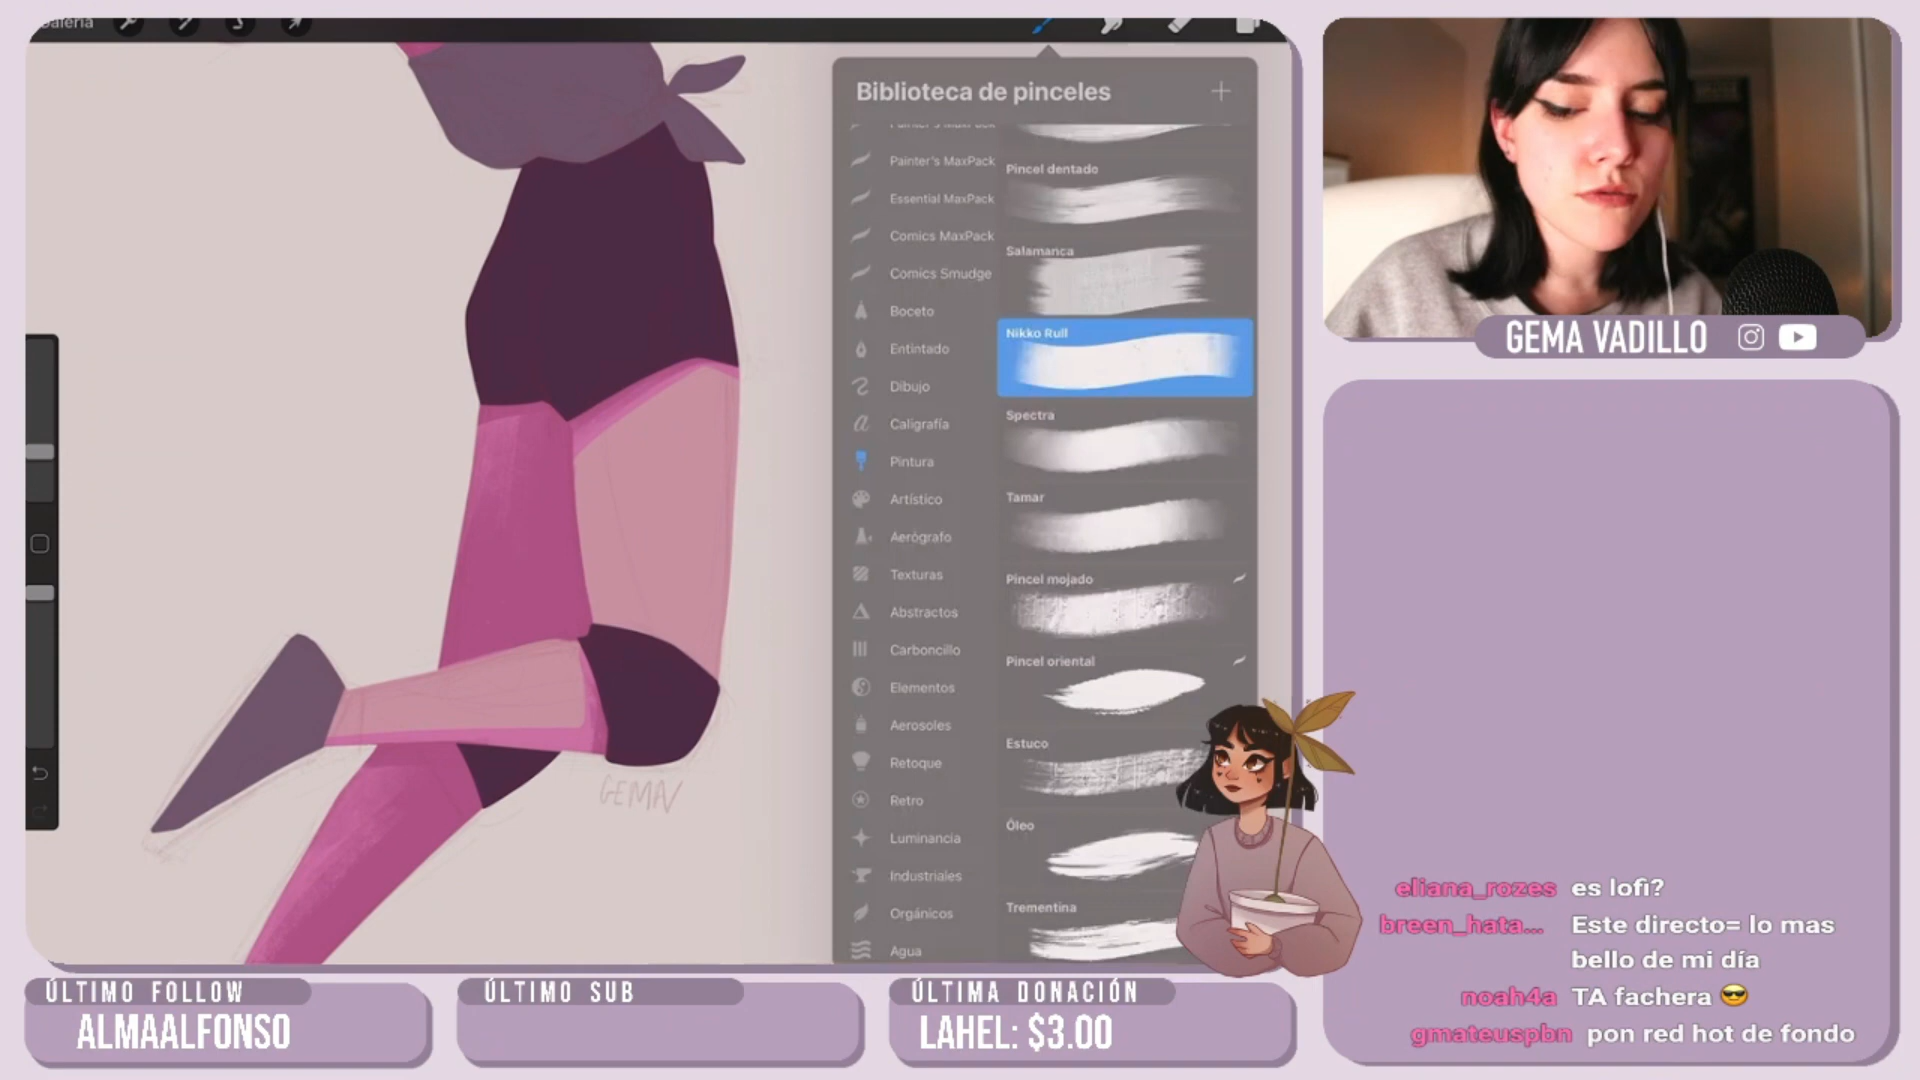 Galería
Biblioteca de pinceles
Painter's MaxPack
Painter's MaxPack
Essential MaxPack
Comics MaxPack
Comics Smudge
Boceto
Entintado
Dibujo
Caligrafía
Pintura
Artístico
Aerógrafo
Texturas
Abstractos
Carboncillo
Elementos
Aerosoles
Retoque
Retro
Luminancia
Industriales
Orgánicos
Agua
Pincel dentado
Salamanca
Nikko Rull
Spectra
Tamar
Pincel mojado
Pincel oriental
Estuco
Óleo
Trementina
GEMA
GEMA VADILLO
eliana_rozes es lofi?
breen_hata... Este directo= lo mas
bello de mi día
noah4a TA fachera 😎
gmateuspbn pon red hot de fondo
ÚLTIMO FOLLOW
ALMAALFONSO
ÚLTIMO SUB
ÚLTIMA DONACIÓN
LAHEL: $3.00